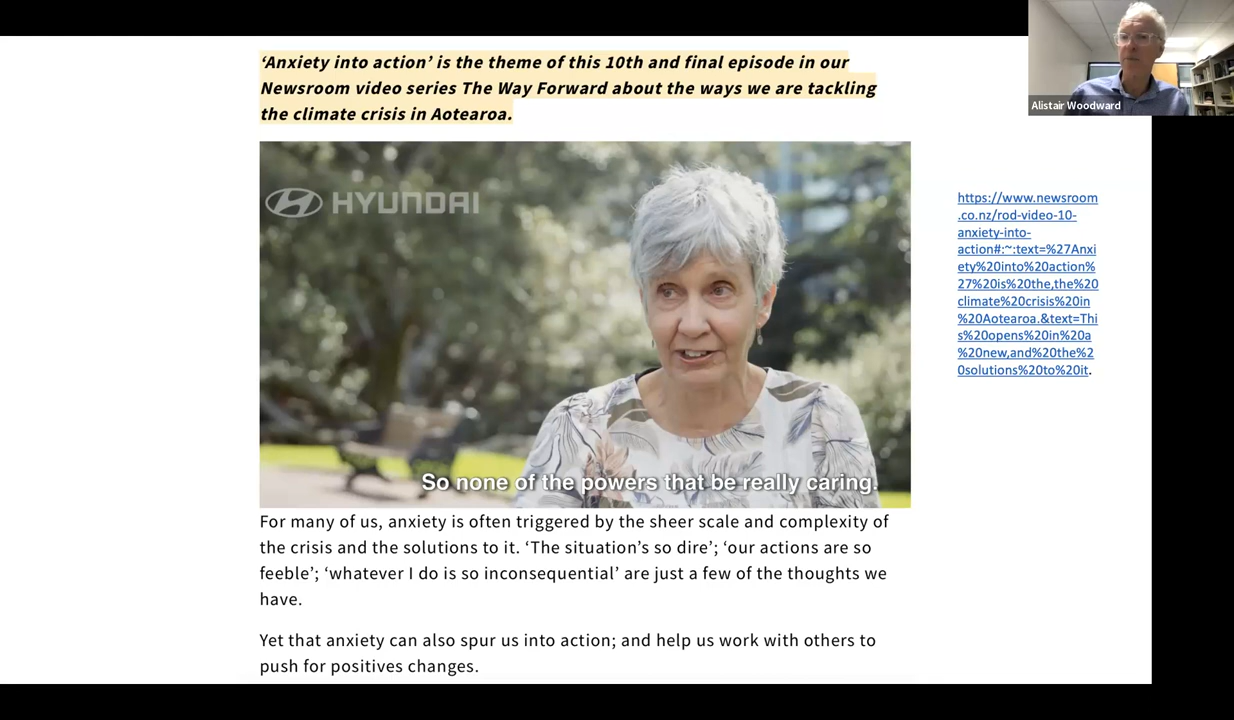 ‘Anxiety into action’ is the theme of this 10th and final episode in our
Newsroom video series The Way Forward about the ways we are tackling
the climate crisis in Aotearoa.
Alistair Woodward
HYUNDAI
https://www.newsroom
.co.nz/rod-video-10-
anxiety-into-
action#:~:text=%27Anxi
ety%20into%20action%
27%20is%20the,the%20
climate%20crisis%20in
%20Aotearoa.&text=Thi
s%20opens%20in%20a
%20new,and%20the%2
0solutions%20to%20it.
So none of the powers that be really caring.
For many of us, anxiety is often triggered by the sheer scale and complexity of
the crisis and the solutions to it. ‘The situation’s so dire’; ‘our actions are so
feeble’; ‘whatever I do is so inconsequential’ are just a few of the thoughts we
have.
Yet that anxiety can also spur us into action; and help us work with others to
push for positives changes.